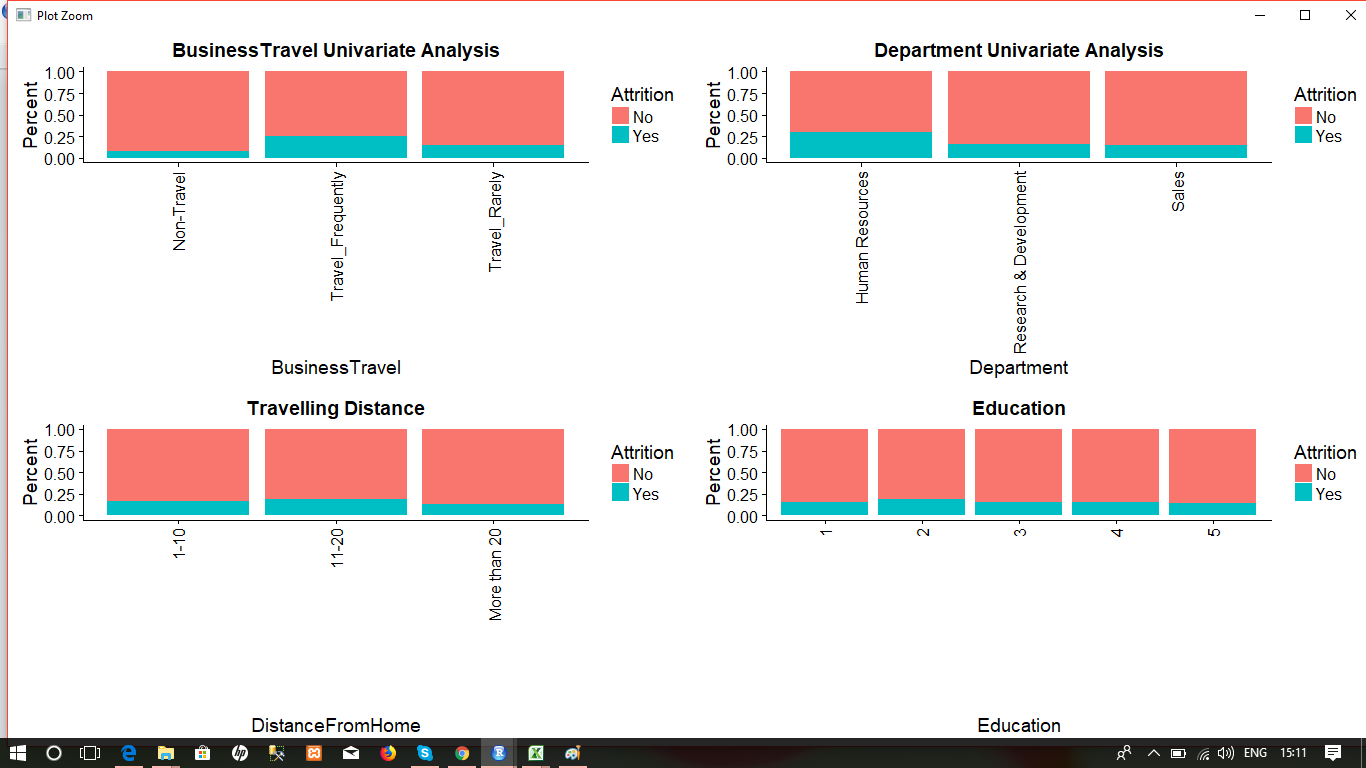 Plot Zoom
BusinessTravel Univariate Analysis
Percent
1.00
0.75
0.50
0.25
0.00
Non-Travel
Travel_Frequently
Travel_Rarely
BusinessTravel
Attrition
No
Yes
Department Univariate Analysis
Percent
1.00
0.75
0.50
0.25
0.00
Human Resources
Research & Development
Sales
Department
Attrition
No
Yes
Travelling Distance
Percent
1.00
0.75
0.50
0.25
0.00
1-10
11-20
More than 20
DistanceFromHome
Attrition
No
Yes
Education
Percent
1.00
0.75
0.50
0.25
0.00
1
2
3
4
5
Education
Attrition
No
Yes
ENG
15:11